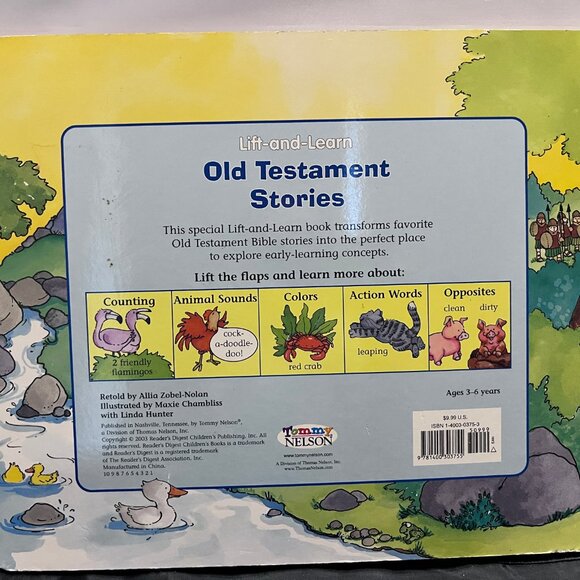 Lift-and-Learn
Old Testament
Stories
This special Lift-and-Learn book transforms favorite
Old Testament Bible stories into the perfect place
to explore early-learning concepts.
Lift the flaps and learn more about:
Counting
2 friendly
flamingos
Animal Sounds
cock-
a-doodle-
doo!
Colors
red crab
Action Words
leaping
Opposites
clean dirty
Retold by Allia Zobel-Nolan
Illustrated by Maxie Chambliss
with Linda Hunter
Ages 3-6 years
Published in Nashville, Tennessee, by Tommy Nelson®,
a Division of Thomas Nelson, Inc.
Copyright © 2003 Reader's Digest Children's Publishing, Inc. All
rights reserved. Reader's Digest Children's Books is a trademark
and Reader's Digest is a registered trademark
of The Reader's Digest Association, Inc.
Manufactured in China.
10 9 8 7 6 5 4 3 2 1
Tommy
NELSON
www.tommynelson.com
A Division of Thomas Nelson, Inc.
$9.99 U.S.
ISBN 1-4003-0375-3
50999
9 781400 303755